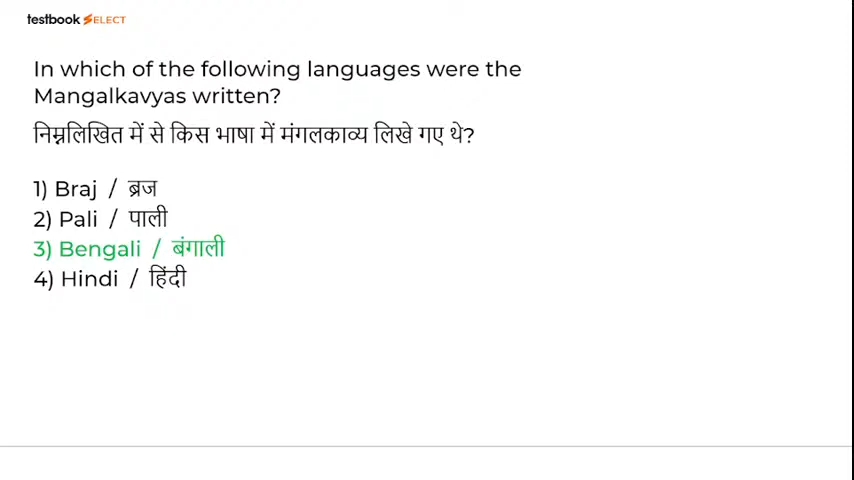 testbook SELECT
In which of the following languages were the
Mangalkavyas written?
निम्नलिखित में से किस भाषा में मंगलकाव्य लिखे गए थे?
1) Braj / ब्रज
2) Pali / पाली
3) Bengali / बंगाली
4) Hindi / हिंदी